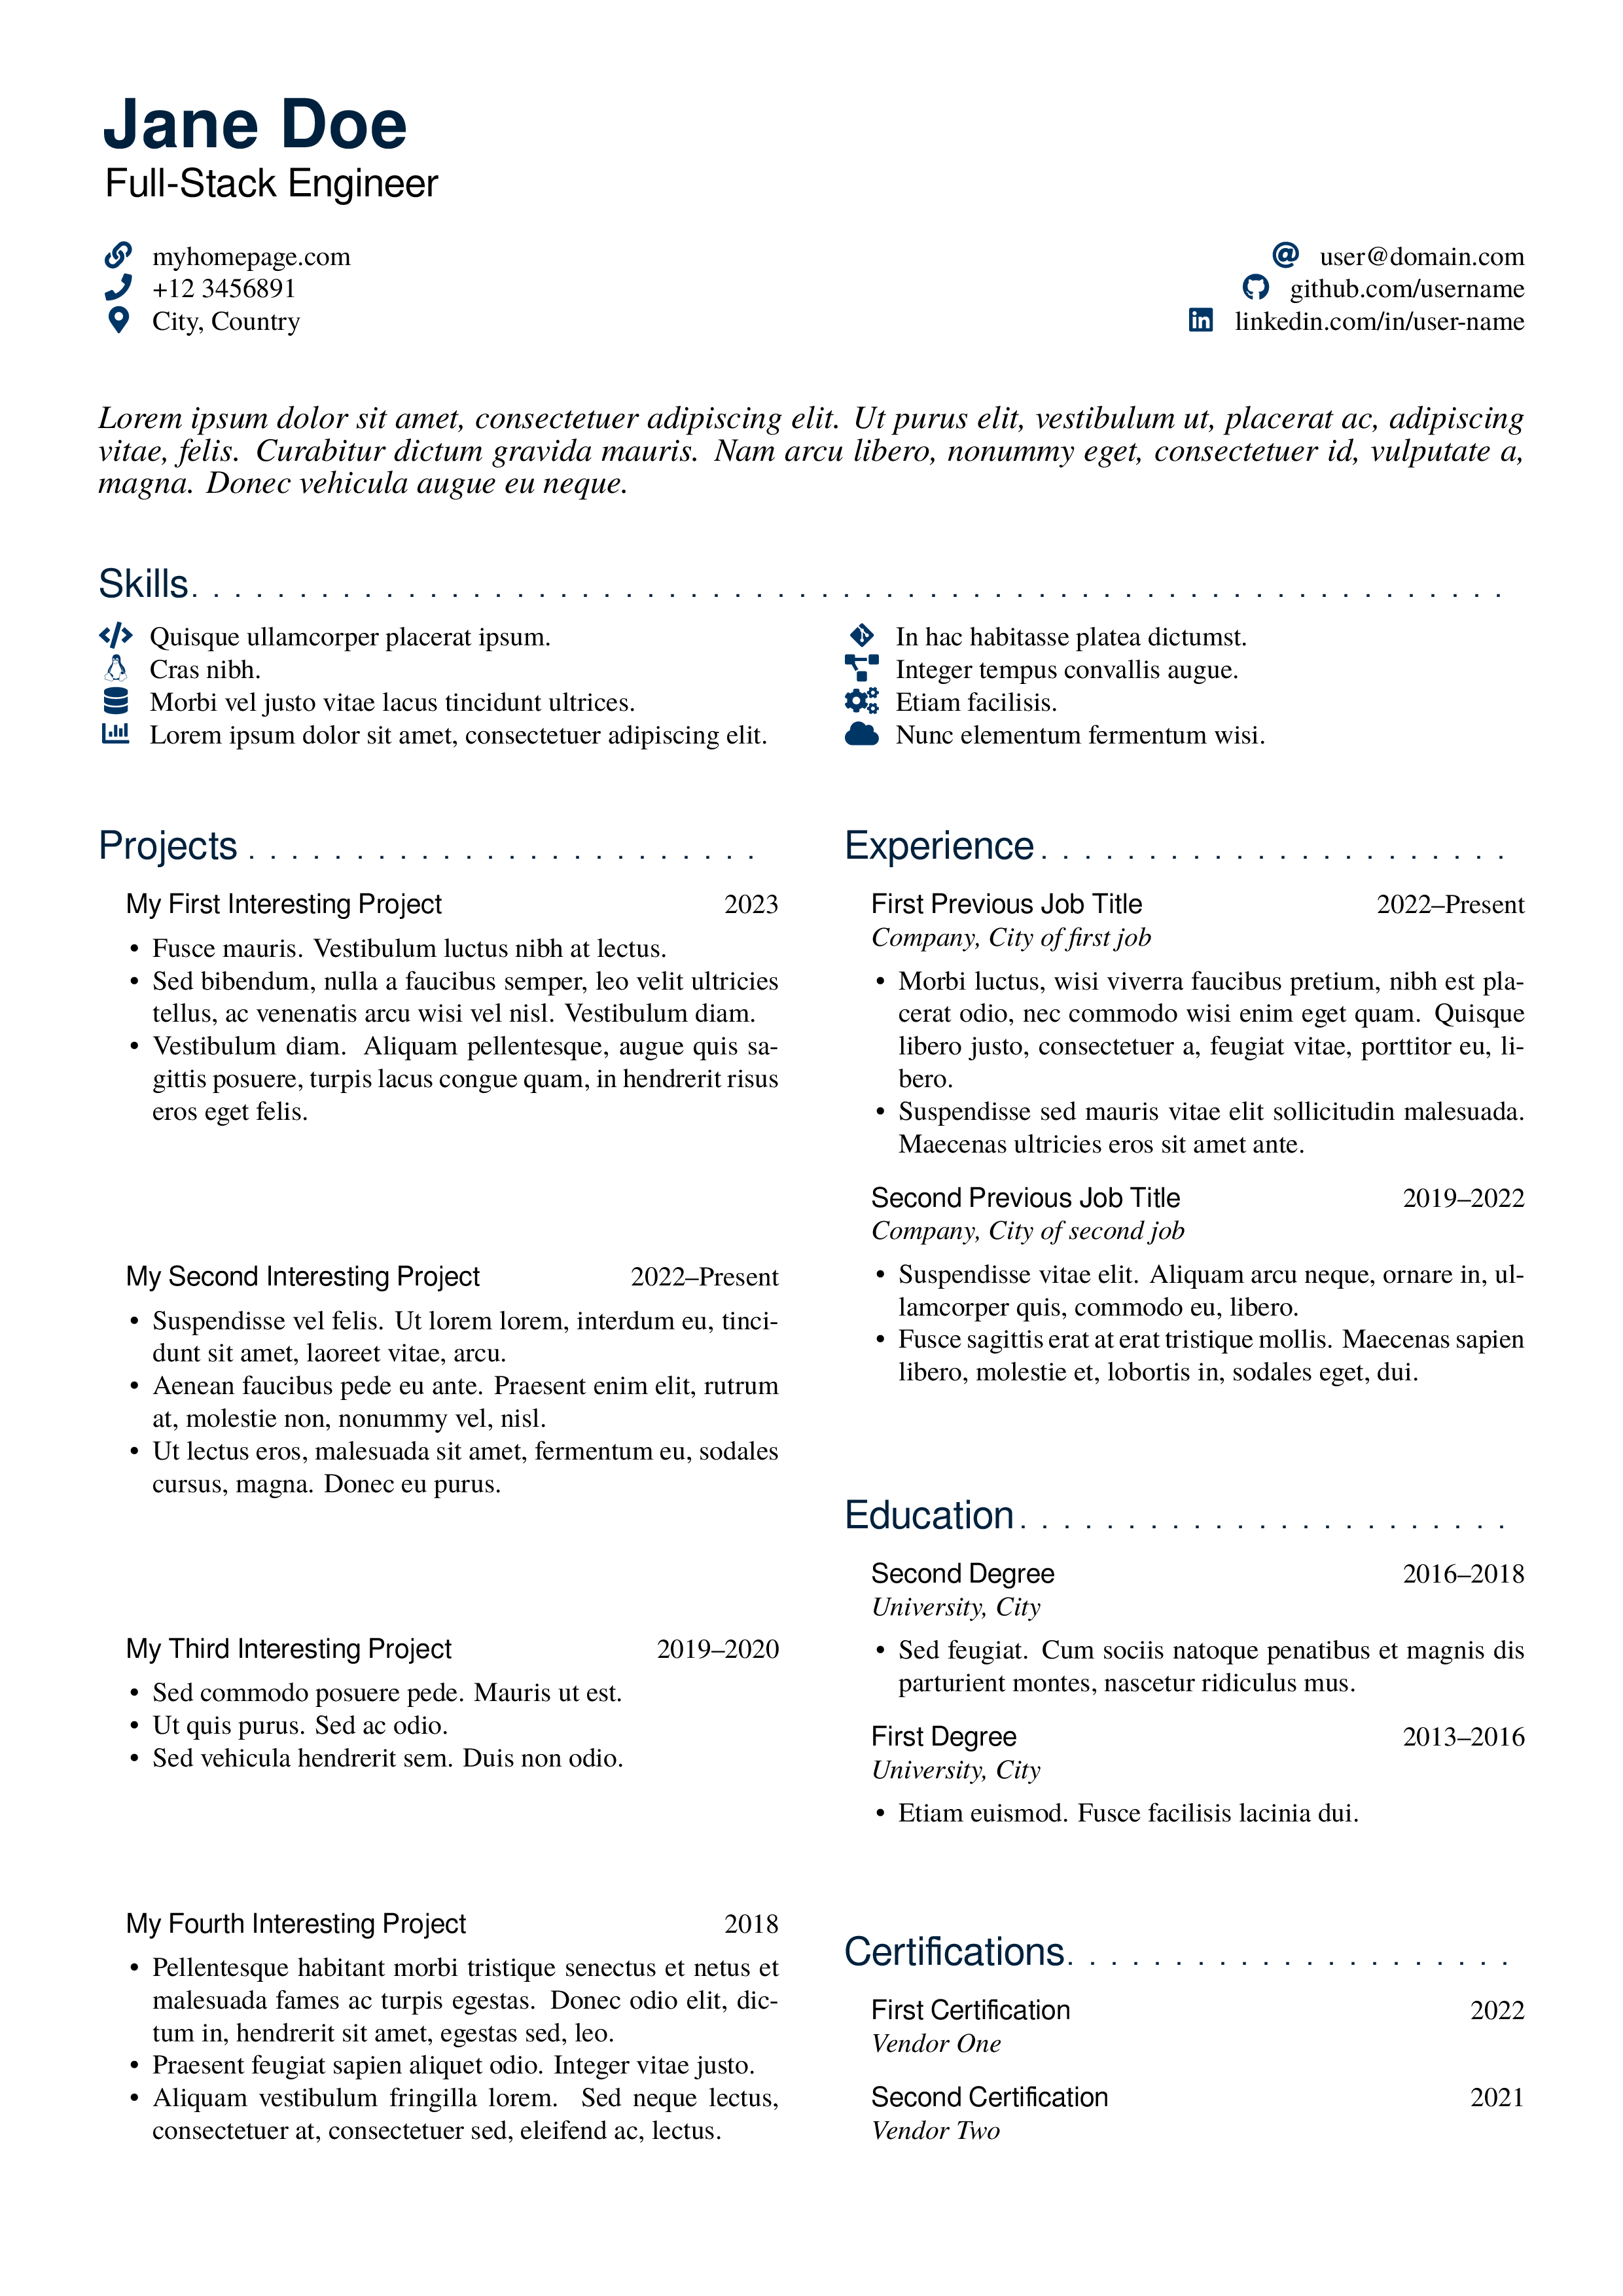 Jane Doe
Full-Stack Engineer
myhomepage.com
+12 3456891
City, Country
user@domain.com
github.com/username
linkedin.com/in/user-name
Lorem ipsum dolor sit amet, consectetuer adipiscing elit. Ut purus elit, vestibulum ut, placerat ac, adipiscing
vitae, felis. Curabitur dictum gravida mauris. Nam arcu libero, nonummy eget, consectetuer id, vulputate a,
magna. Donec vehicula augue eu neque.
Skills
Quisque ullamcorper placerat ipsum.
Cras nibh.
Morbi vel justo vitae lacus tincidunt ultrices.
Lorem ipsum dolor sit amet, consectetuer adipiscing elit.
In hac habitasse platea dictumst.
Integer tempus convallis augue.
Etiam facilisis.
Nunc elementum fermentum wisi.
Projects
My First Interesting Project 2023
• Fusce mauris. Vestibulum luctus nibh at lectus.
• Sed bibendum, nulla a faucibus semper, leo velit ultricies
tellus, ac venenatis arcu wisi vel nisl. Vestibulum diam.
• Vestibulum diam. Aliquam pellentesque, augue quis sa-
gittis posuere, turpis lacus congue quam, in hendrerit risus
eros eget felis.
My Second Interesting Project 2022–Present
• Suspendisse vel felis. Ut lorem lorem, interdum eu, tinci-
dunt sit amet, laoreet vitae, arcu.
• Aenean faucibus pede eu ante. Praesent enim elit, rutrum
at, molestie non, nonummy vel, nisl.
• Ut lectus eros, malesuada sit amet, fermentum eu, sodales
cursus, magna. Donec eu purus.
My Third Interesting Project 2019–2020
• Sed commodo posuere pede. Mauris ut est.
• Ut quis purus. Sed ac odio.
• Sed vehicula hendrerit sem. Duis non odio.
My Fourth Interesting Project 2018
• Pellentesque habitant morbi tristique senectus et netus et
malesuada fames ac turpis egestas. Donec odio elit, dic-
tum in, hendrerit sit amet, egestas sed, leo.
• Praesent feugiat sapien aliquet odio. Integer vitae justo.
• Aliquam vestibulum fringilla lorem. Sed neque lectus,
consectetuer at, consectetuer sed, eleifend ac, lectus.
Experience
First Previous Job Title 2022–Present
Company, City of first job
• Morbi luctus, wisi viverra faucibus pretium, nibh est pla-
cerat odio, nec commodo wisi enim eget quam. Quisque
libero justo, consectetuer a, feugiat vitae, porttitor eu, li-
bero.
• Suspendisse sed mauris vitae elit sollicitudin malesuada.
Maecenas ultricies eros sit amet ante.
Second Previous Job Title 2019–2022
Company, City of second job
• Suspendisse vitae elit. Aliquam arcu neque, ornare in, ul-
lamcorper quis, commodo eu, libero.
• Fusce sagittis erat at erat tristique mollis. Maecenas sapien
libero, molestie et, lobortis in, sodales eget, dui.
Education
Second Degree 2016–2018
University, City
• Sed feugiat. Cum sociis natoque penatibus et magnis dis
parturient montes, nascetur ridiculus mus.
First Degree 2013–2016
University, City
• Etiam euismod. Fusce facilisis lacinia dui.
Certifications
First Certification 2022
Vendor One
Second Certification 2021
Vendor Two